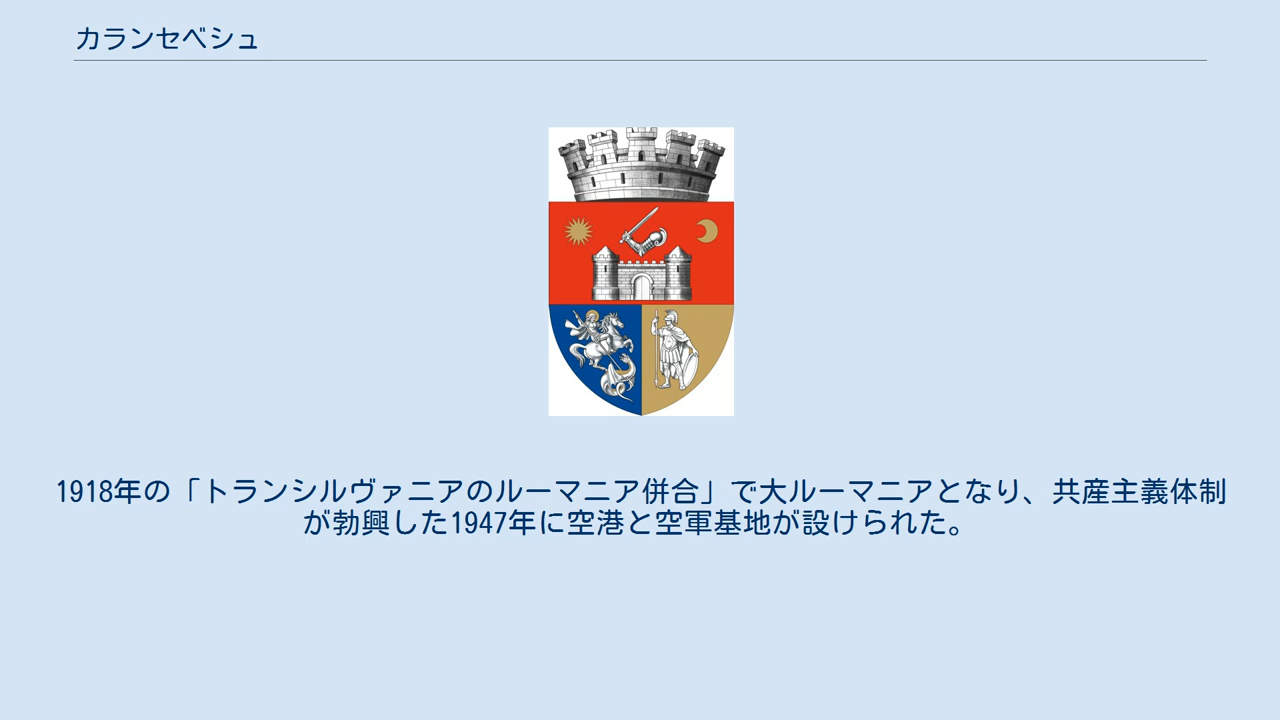 カランセベシュ
1918年の「トランシルヴァニアのルーマニア併合」で大ルーマニアとなり、共産主義体制
が勃興した1947年に空港と空軍基地が設けられた。